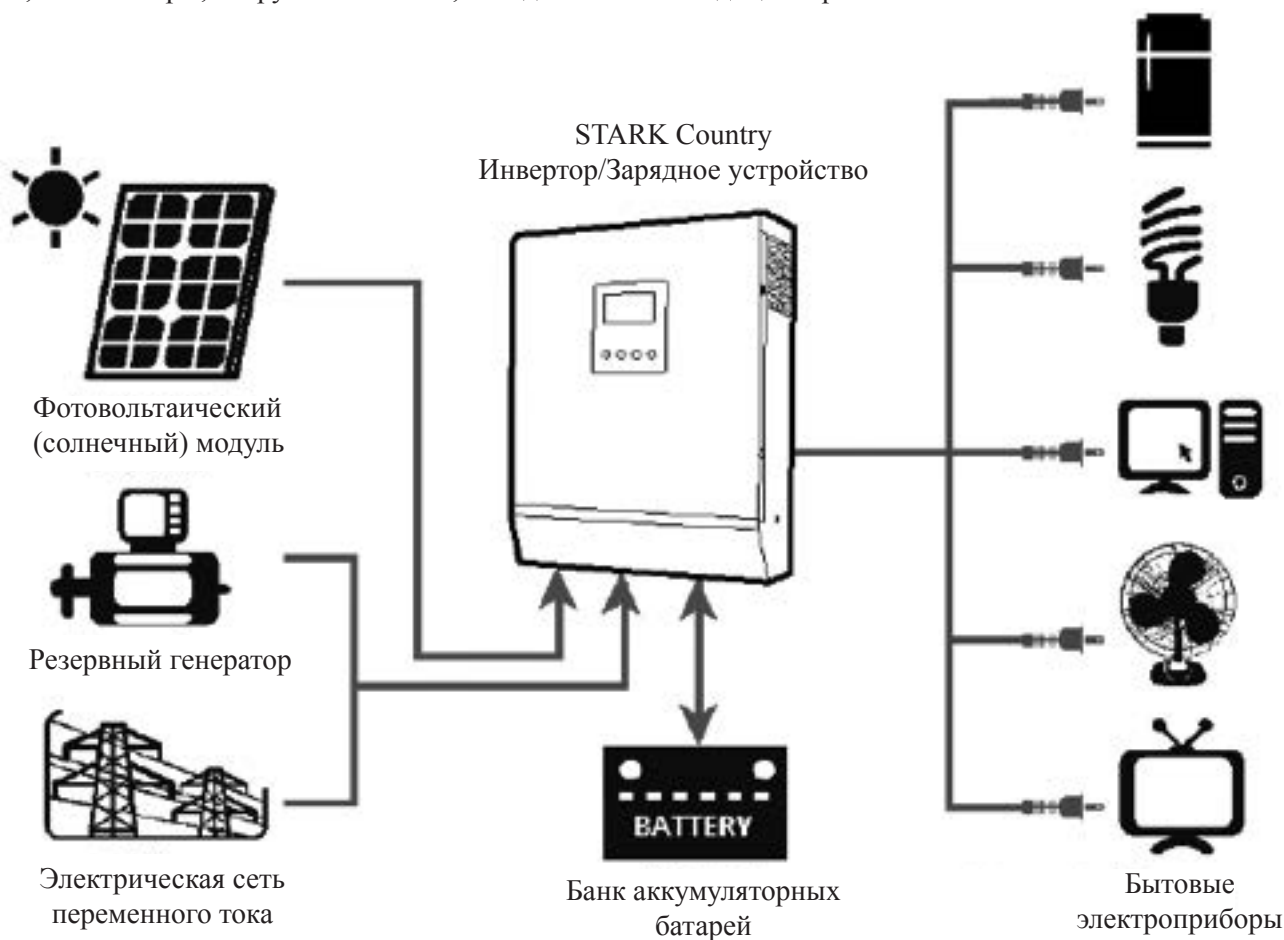 STARK Country
Инвертор/Зарядное устройство
Фотовольтаический
(солнечный) модуль
Резервный генератор
Электрическая сеть
переменного тока
BATTERY
Банк аккумуляторных
батарей
Бытовые
электроприборы